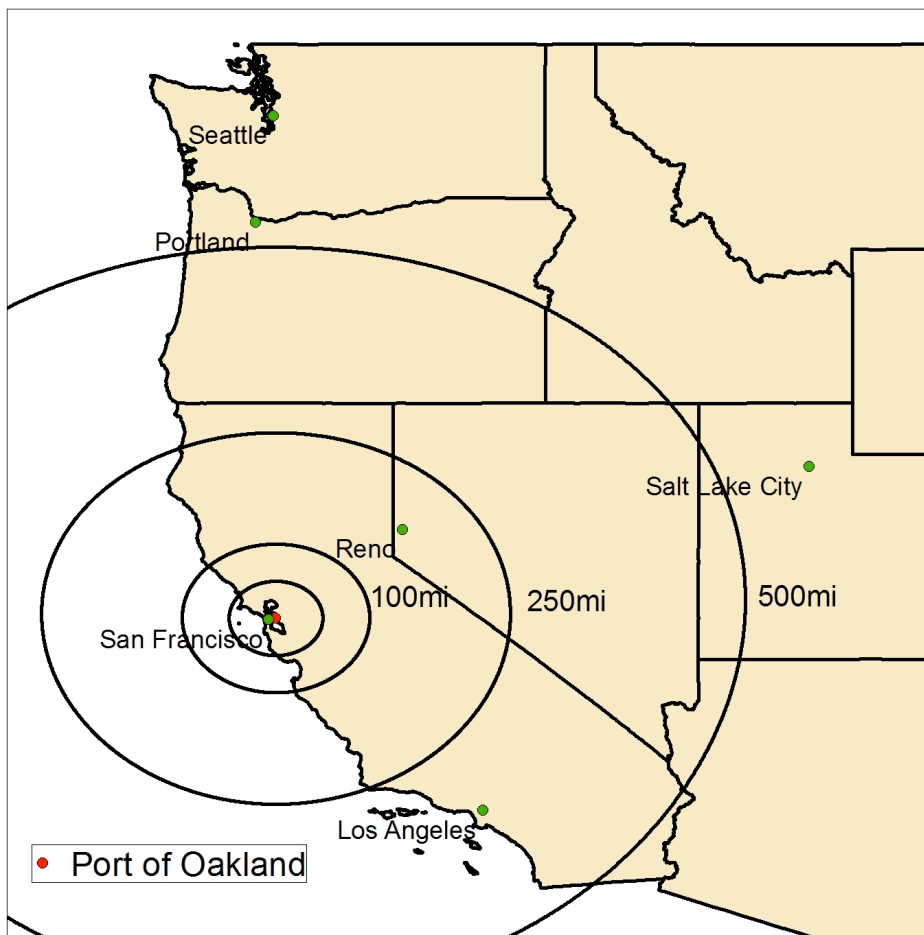 Seattle
Portland
Salt Lake City
Reno
100mi
250mi
500mi
San Francisco
Los Angeles
Port of Oakland